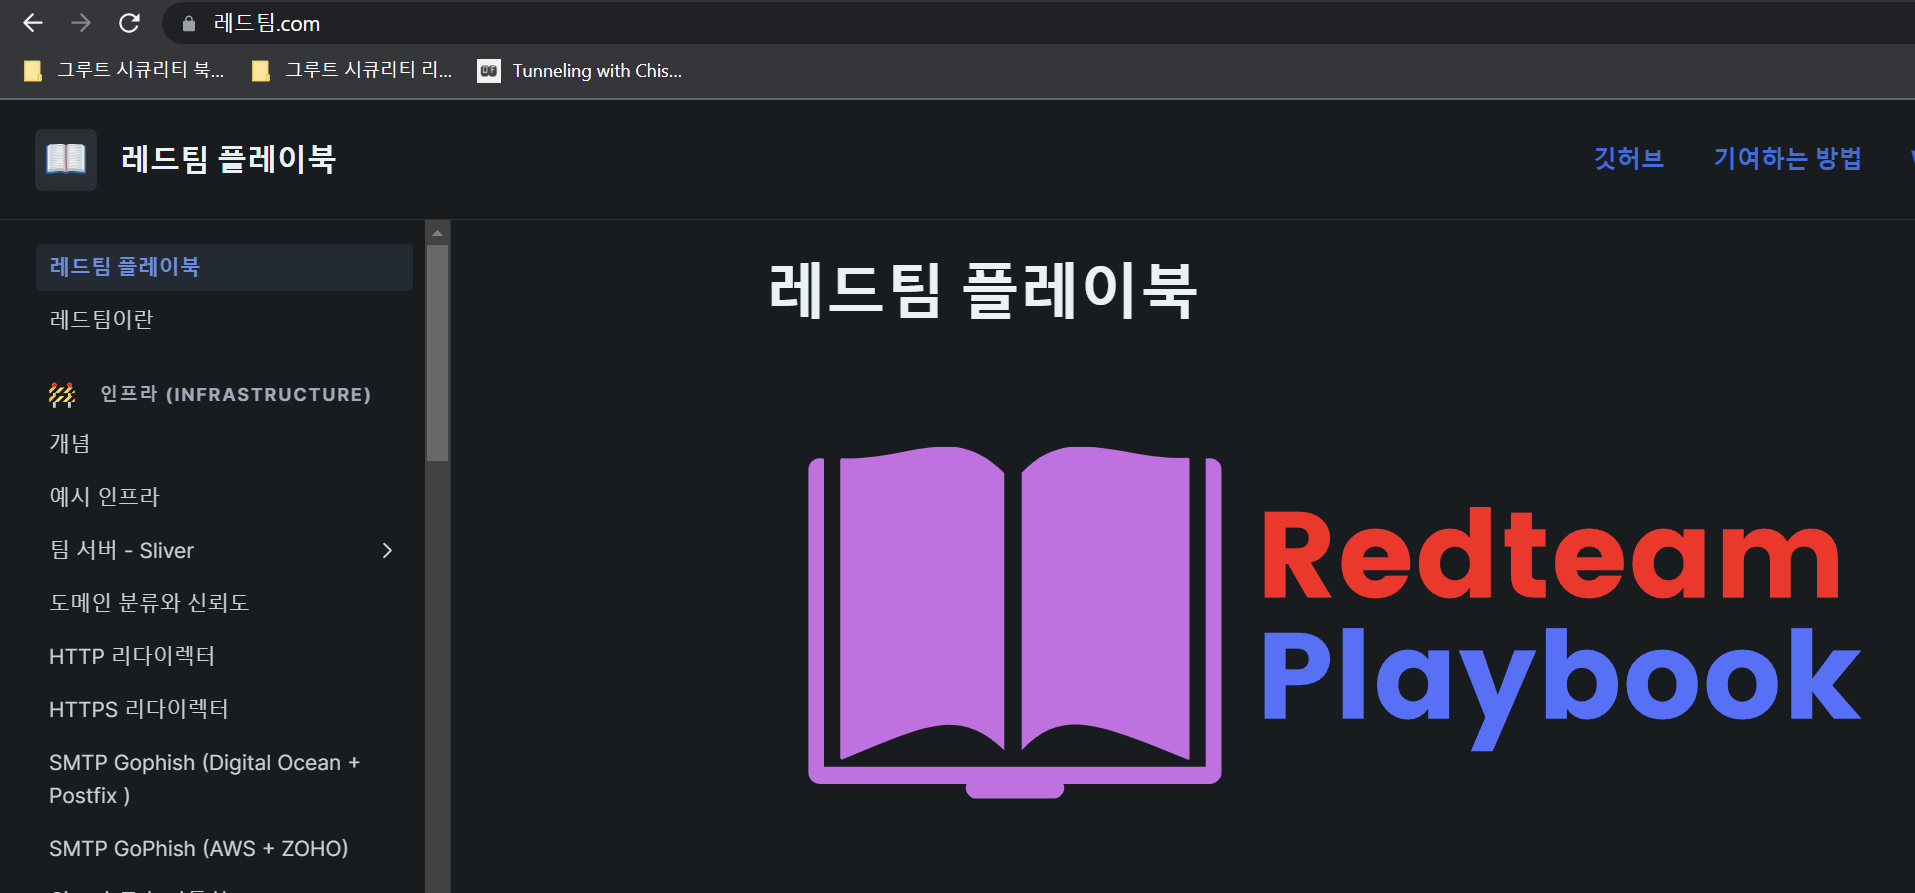 레드팀.com
그루트 시큐리티 북...
그루트 시큐리티 리...
Tunneling with Chis...
레드팀 플레이북
깃허브
기여하는 방법
레드팀 플레이북
레드팀이란
인프라 (INFRASTRUCTURE)
개념
예시 인프라
팀 서버 - Sliver
도메인 분류와 신뢰도
HTTP 리다이렉터
HTTPS 리다이렉터
SMTP Gophish (Digital Ocean +
Postfix )
SMTP GoPhish (AWS + ZOHO)
레드팀 플레이북
Redteam
Playbook